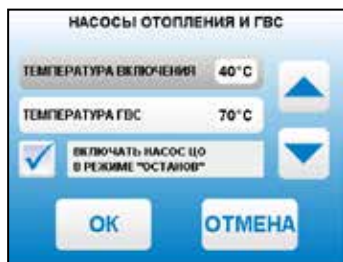 НАСОСЫ ОТОПЛЕНИЯ И ГВС
ТЕМПЕРАТУРА ВКЛЮЧЕНИЯ 40°C
ТЕМПЕРАТУРА ГВС 70°C
ВКЛЮЧАТЬ НАСОС ЦО
В РЕЖИМЕ "ОСТАНОВ"
ОК ОТМЕНА